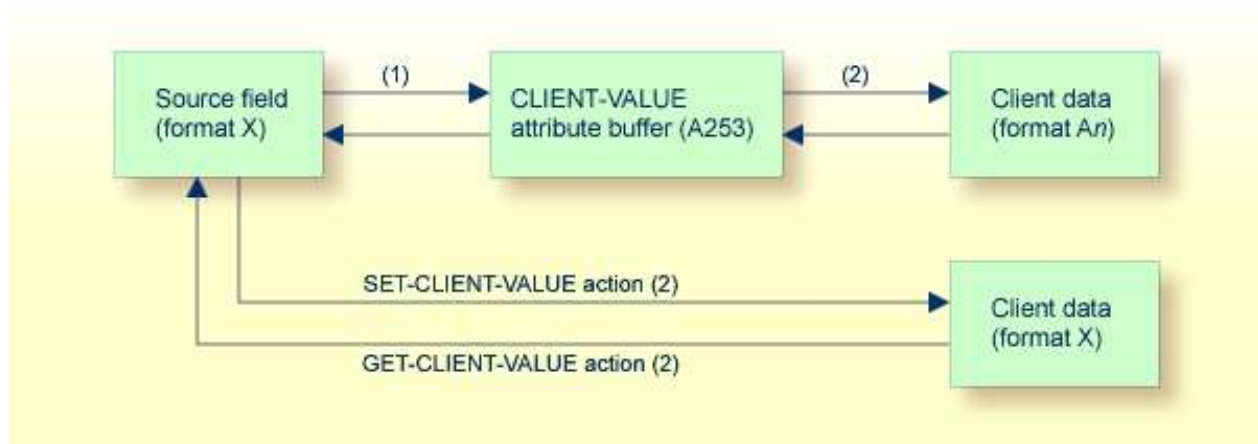 (1)
(2)
Source field
(format X)
CLIENT-VALUE
attribute buffer (A253)
Client data
(format An)
SET-CLIENT-VALUE action (2)
GET-CLIENT-VALUE action (2)
Client data
(format X)